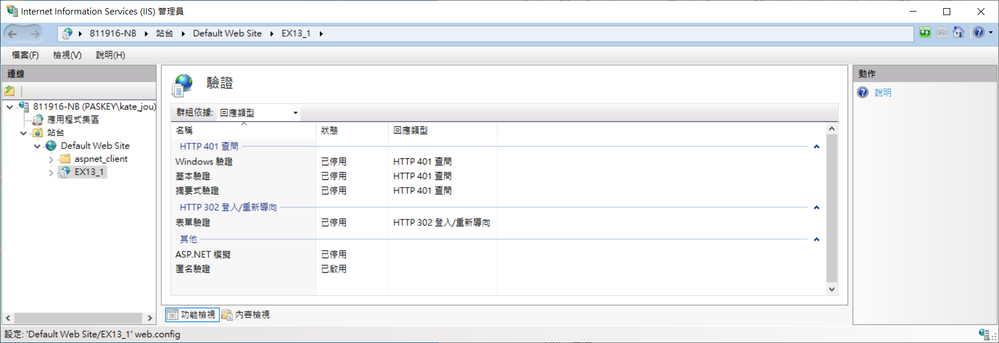 Internet Information Services (IIS) 管理員
811916-NB 站台 Default Web Site EX13_1
檔案(F) 檢視(V) 說明(H)
連線
811916-NB (PASKEY\kate_jou)
應用程式集區
站台
Default Web Site
aspnet_client
EX13_1
驗證
群組依據: 回應類型
名稱 狀態 回應類型
HTTP 401 查問
Windows 驗證 已停用 HTTP 401 查問
基本驗證 已停用 HTTP 401 查問
摘要式驗證 已停用 HTTP 401 查問
HTTP 302 登入/重新導向
表單驗證 已停用 HTTP 302 登入/重新導向
其他
ASP.NET 模擬 已停用
匿名驗證 已啟用
功能檢視 內容檢視
動作
說明
設定: 'Default Web Site/EX13_1' web.config